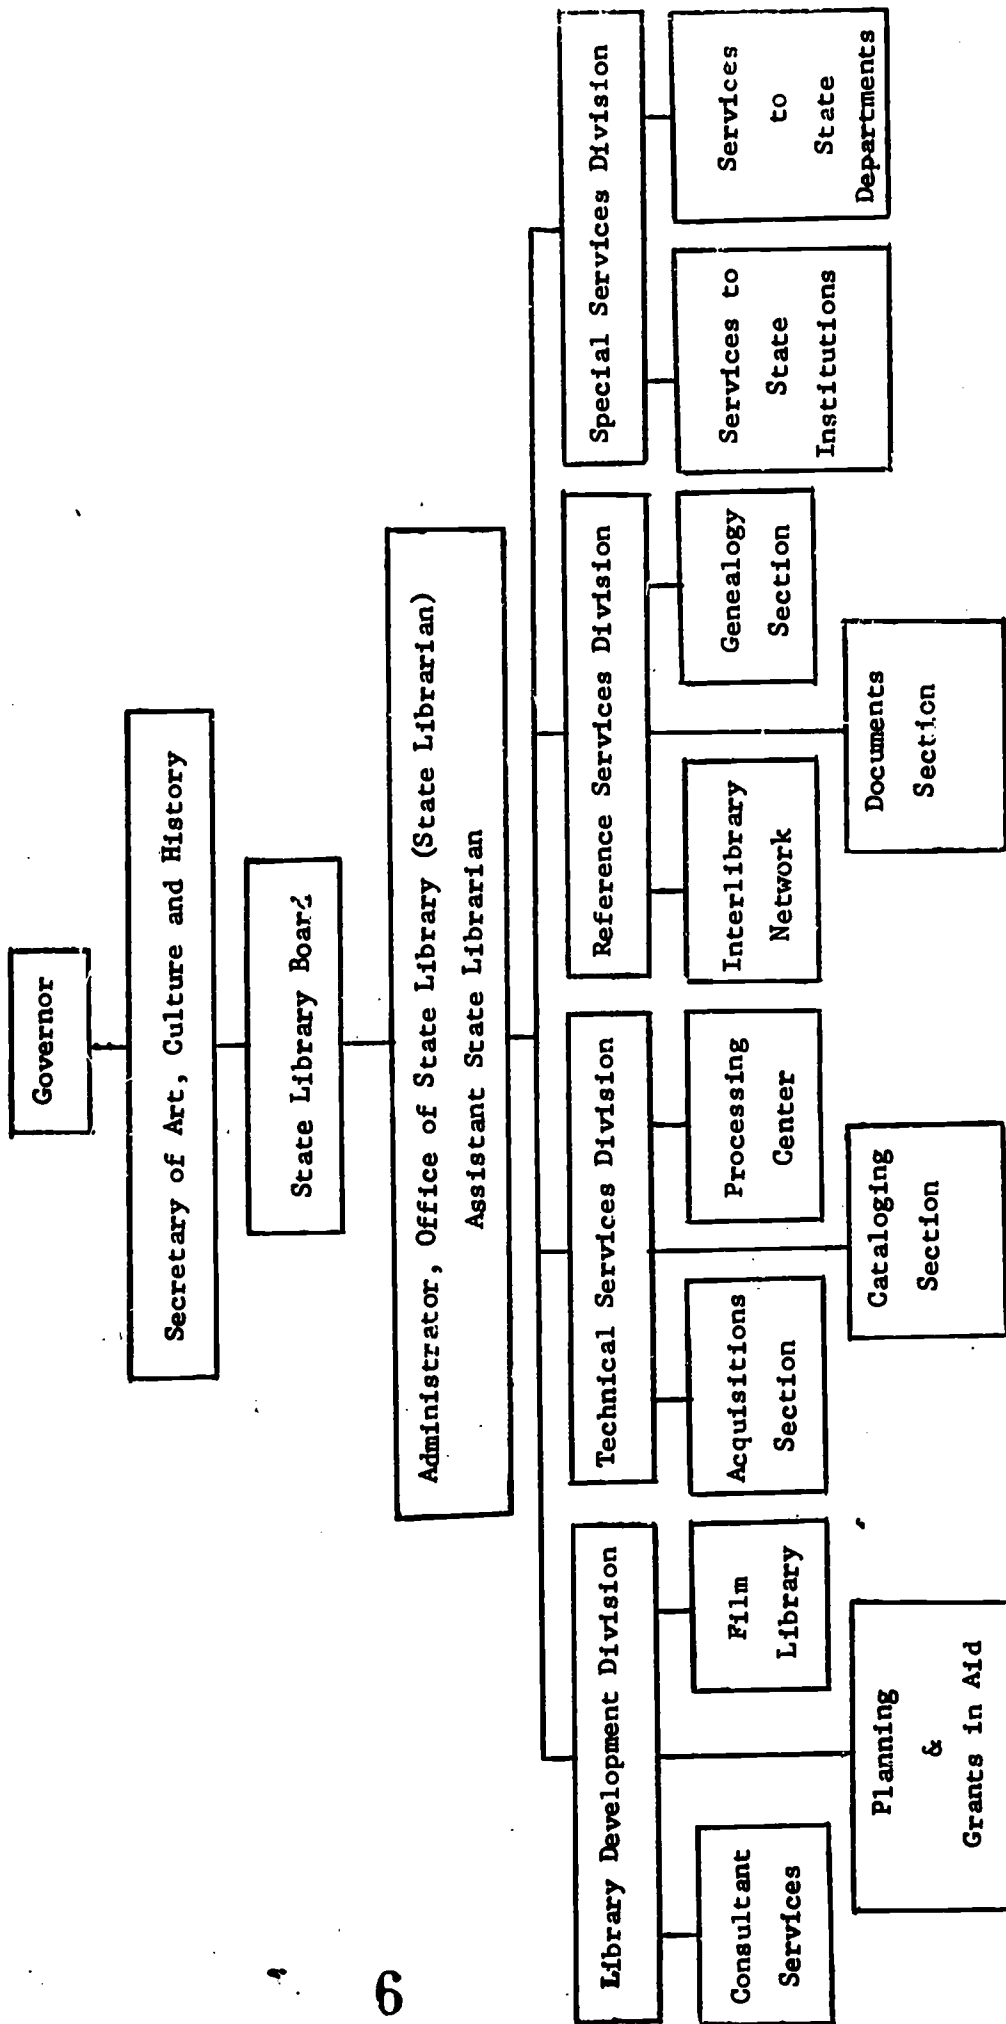 Governor
Secretary of Art, Culture and History
State Library Board
Administrator, Office of State Library (State Librarian)
Assistant State Librarian
Library Development Division
Technical Services Division
Reference Services Division
Special Services Division
Consultant
Services
Film
Library
Planning
&
Grants in Aid
Acquisitions
Section
Processing
Center
Cataloging
Section
Interlibrary
Network
Genealogy
Section
Documents
Section
Services to
State
Institutions
Services
to
State
Departments
6